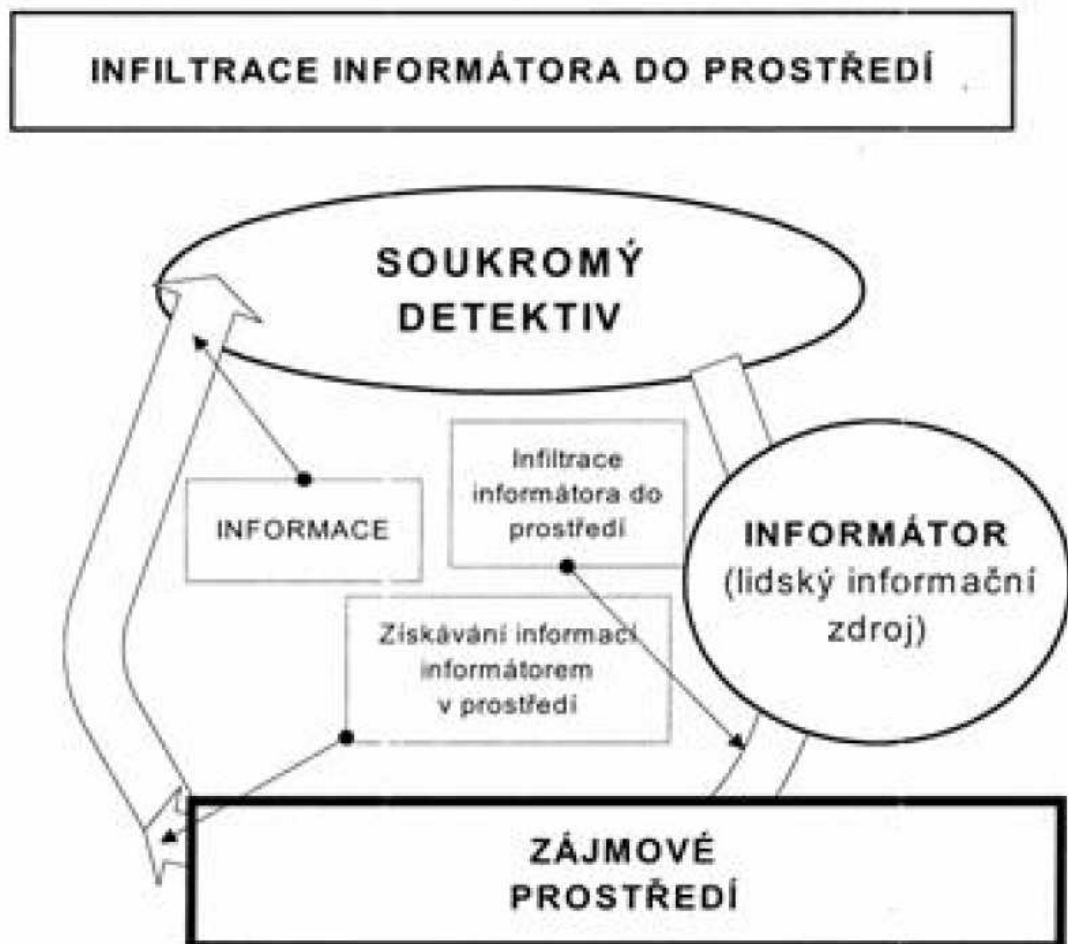 INFILTRACE INFORMÁTORA DO PROSTŘEDÍ
SOUKROMÝ
DETEKTIV
Infiltrace
informátora do
prostředí
INFORMACE
INFORMÁTOR
(lidský informační
zdroj)
Získávání informací
informátorem
v prostředí
ZÁJMOVÉ
PROSTŘEDÍ